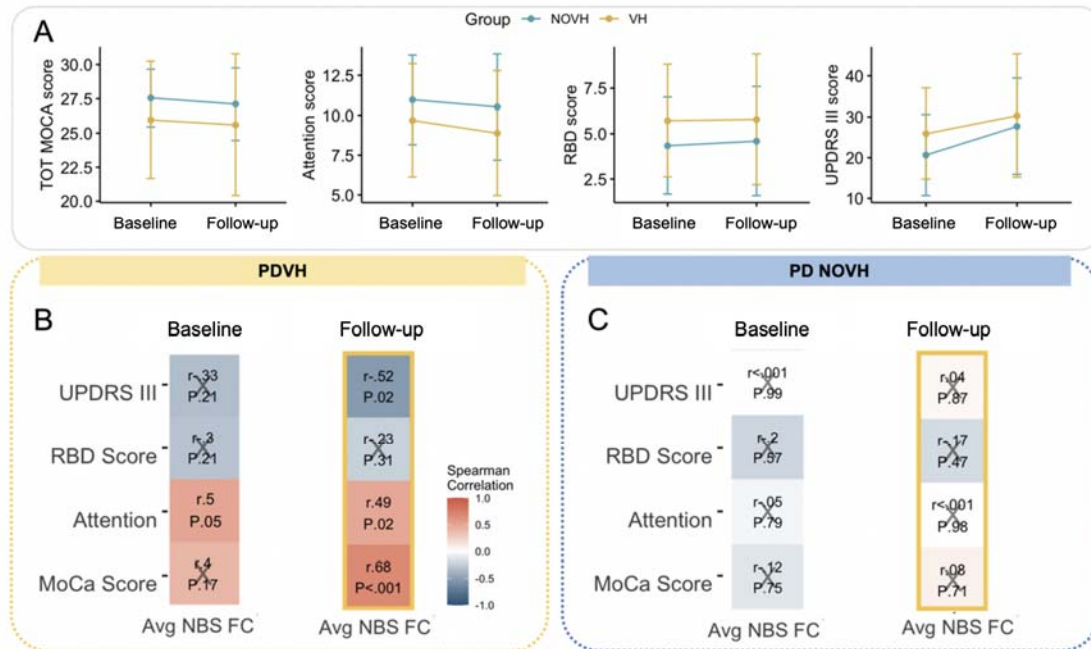 Group NOVH VH
A
TOT MOCA score
30.0
27.5
25.0
22.5
20.0
Baseline Follow-up
Attention score
12.5
10.0
7.5
5.0
Baseline Follow-up
RBD score
7.5
5.0
2.5
Baseline Follow-up
UPDRS III score
40
30
20
10
Baseline Follow-up
PDVH
B
Baseline Follow-up
UPDRS III
r-.33
P.21
r-.52
P.02
RBD Score
r-.3
P.21
r-.23
P.31
Attention
r.5
P.05
r.49
P.02
MoCa Score
r.4
P.17
r.68
P<.001
Avg NBS FC Avg NBS FC
Spearman
Correlation
1.0
0.5
0.0
-0.5
-1.0
PD NOVH
C
Baseline Follow-up
UPDRS III
r<.001
P.99
r.04
P.87
RBD Score
r-.2
P.57
r-.17
P.47
Attention
r-.05
P.79
r<.001
P.98
MoCa Score
r-.12
P.75
r.08
P.71
Avg NBS FC Avg NBS FC